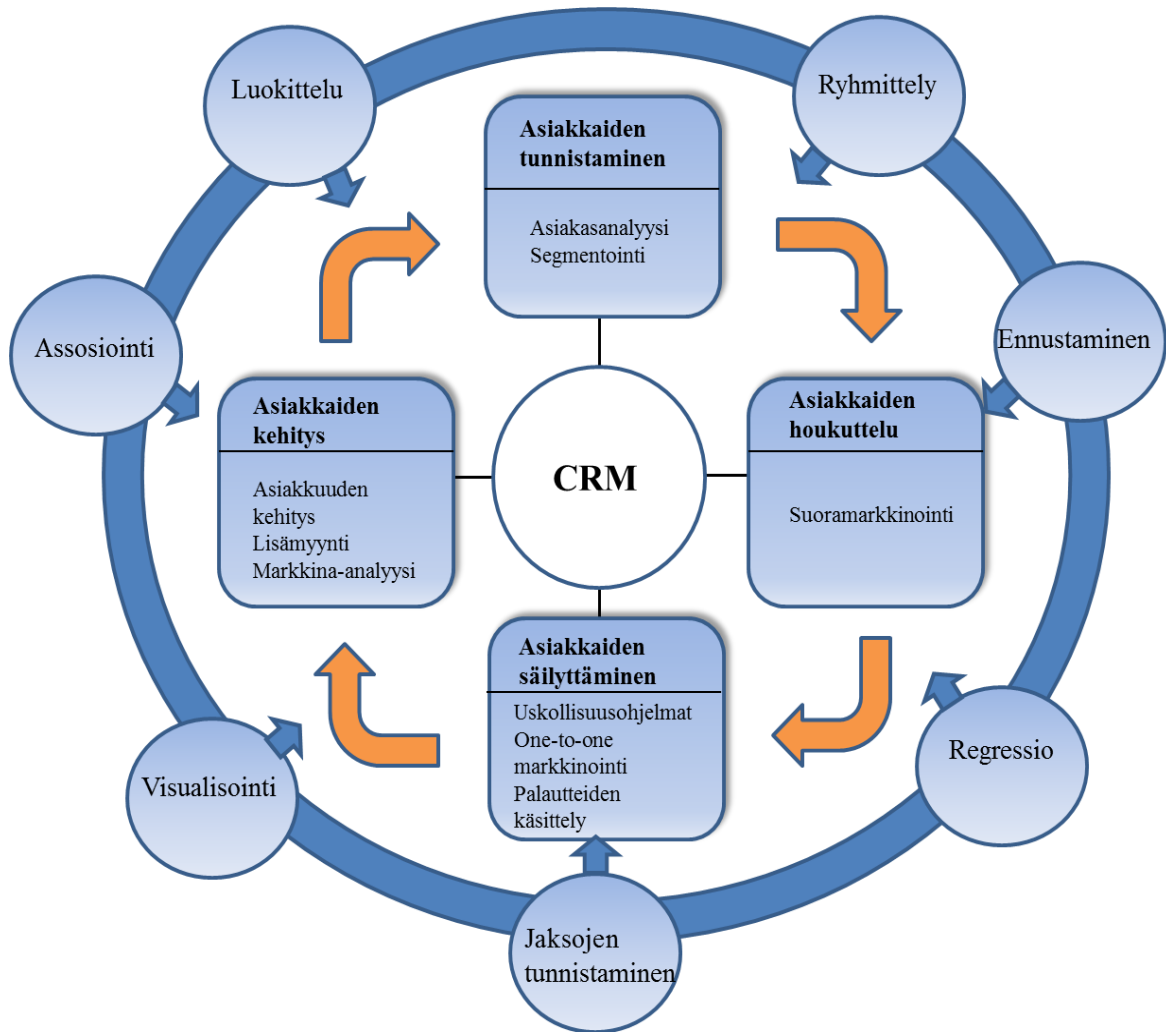 Luokittelu
Ryhmittely
Asiakkaiden
tunnistaminen
Asiakasanalyysi
Segmentointi
Assosiointi
Ennustaminen
Asiakkaiden
kehitys
Asiakkuuden
kehitys
Lisämyynti
Markkina-analyysi
CRM
Asiakkaiden
houkuttelu
Suoramarkkinointi
Asiakkaiden
säilyttäminen
Uskollisuusohjelmat
One-to-one
markkinointi
Palautteiden
käsittely
Visualisointi
Regressio
Jaksojen
tunnistaminen